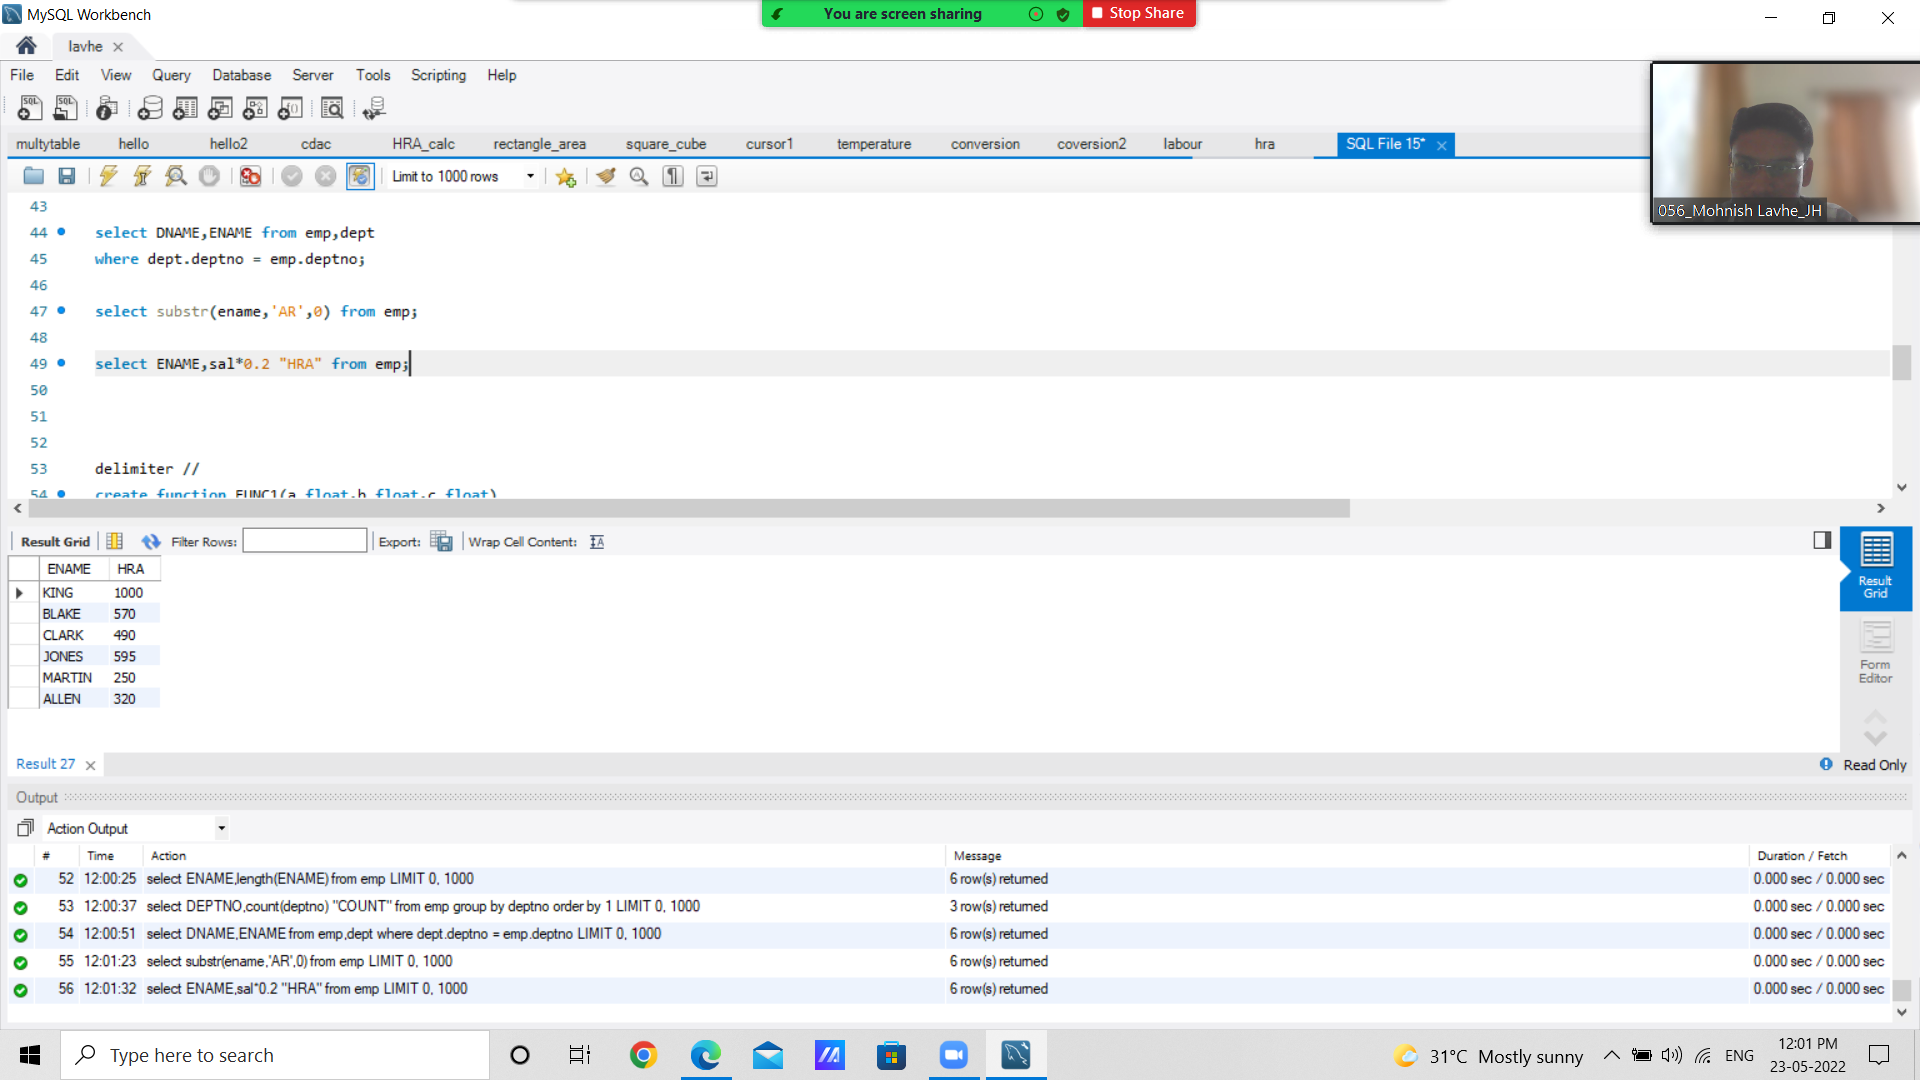 MySQL Workbench
You are screen sharing
Stop Share
lavhe
File Edit View Query Database Server Tools Scripting Help
multytable hello hello2 cdac HRA_calc rectangle_area square_cube cursor1 temperature conversion coversion2 labour hra SQL File 15*
Limit to 1000 rows
056_Mohnish Lavhe_JH
43
44 select DNAME,ENAME from emp,dept
45 where dept.deptno = emp.deptno;
46
47 select substr(ename,'AR',0) from emp;
48
49 select ENAME,sal*0.2 "HRA" from emp;
50
51
52
53 delimiter //
54 create function FUNC1(a float,b float,c float)
Result Grid Filter Rows: Export: Wrap Cell Content:
ENAME HRA
KING 1000
BLAKE 570
CLARK 490
JONES 595
MARTIN 250
ALLEN 320
Result Grid
Form Editor
Result 27
Read Only
Output
Action Output
# Time Action Message Duration / Fetch
52 12:00:25 select ENAME,length(ENAME) from emp LIMIT 0, 1000 6 row(s) returned 0.000 sec / 0.000 sec
53 12:00:37 select DEPTNO,count(deptno) "COUNT" from emp group by deptno order by 1 LIMIT 0, 1000 3 row(s) returned 0.000 sec / 0.000 sec
54 12:00:51 select DNAME,ENAME from emp,dept where dept.deptno = emp.deptno LIMIT 0, 1000 6 row(s) returned 0.000 sec / 0.000 sec
55 12:01:23 select substr(ename,'AR',0) from emp LIMIT 0, 1000 6 row(s) returned 0.000 sec / 0.000 sec
56 12:01:32 select ENAME,sal*0.2 "HRA" from emp LIMIT 0, 1000 6 row(s) returned 0.000 sec / 0.000 sec
Type here to search
31°C Mostly sunny
ENG
12:01 PM
23-05-2022